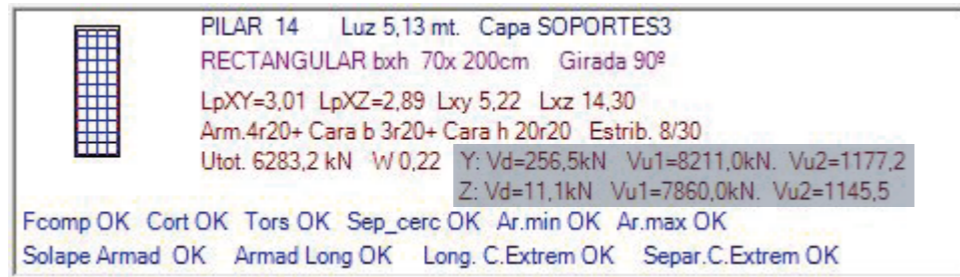 PILAR 14 Luz 5,13 mt. Capa SOPORTES3
RECTANGULAR bxh 70x 200cm Girada 90º
LpXY=3,01 LpXZ=2,89 Lxy 5,22 Lxz 14,30
Arm.4r20+ Cara b 3r20+ Cara h 20r20 Estrib. 8/30
Utot. 6283,2 kN W 0,22 Y: Vd=256,5kN Vu1=8211,0kN. Vu2=1177,2
Z: Vd=11,1kN Vu1=7860,0kN. Vu2=1145,5
Fcomp OK Cort OK Tors OK Sep_cerc OK Ar.min OK Ar.max OK
Solape Armad OK Armad Long OK Long. C.Extrem OK Separ.C.Extrem OK